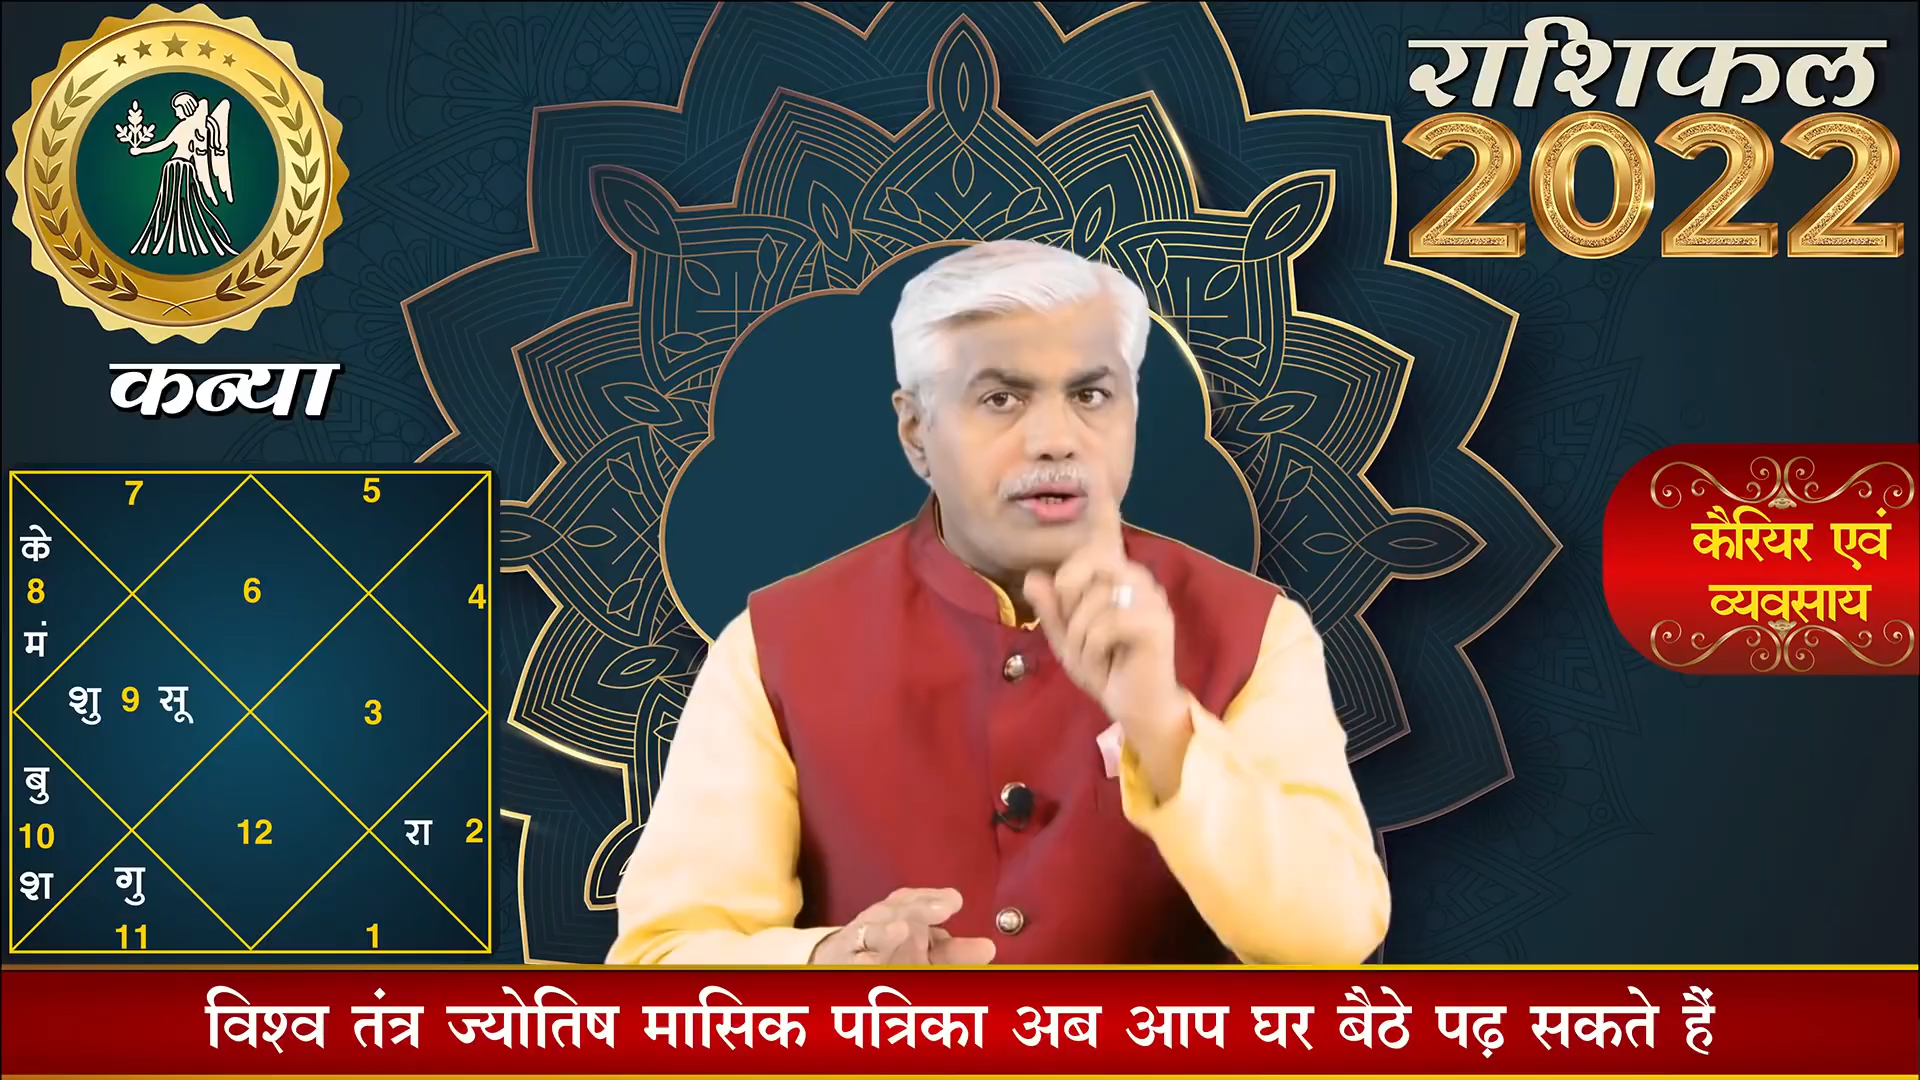 राशिफल
2022
कन्या
कैरियर एवं
व्यवसाय
7 5
के
8 6 4
मं
शु 9 सू 3
बु
10 12 रा 2
श गु
11 1
विश्व तंत्र ज्योतिष मासिक पत्रिका अब आप घर बैठे पढ़ सकते हैं